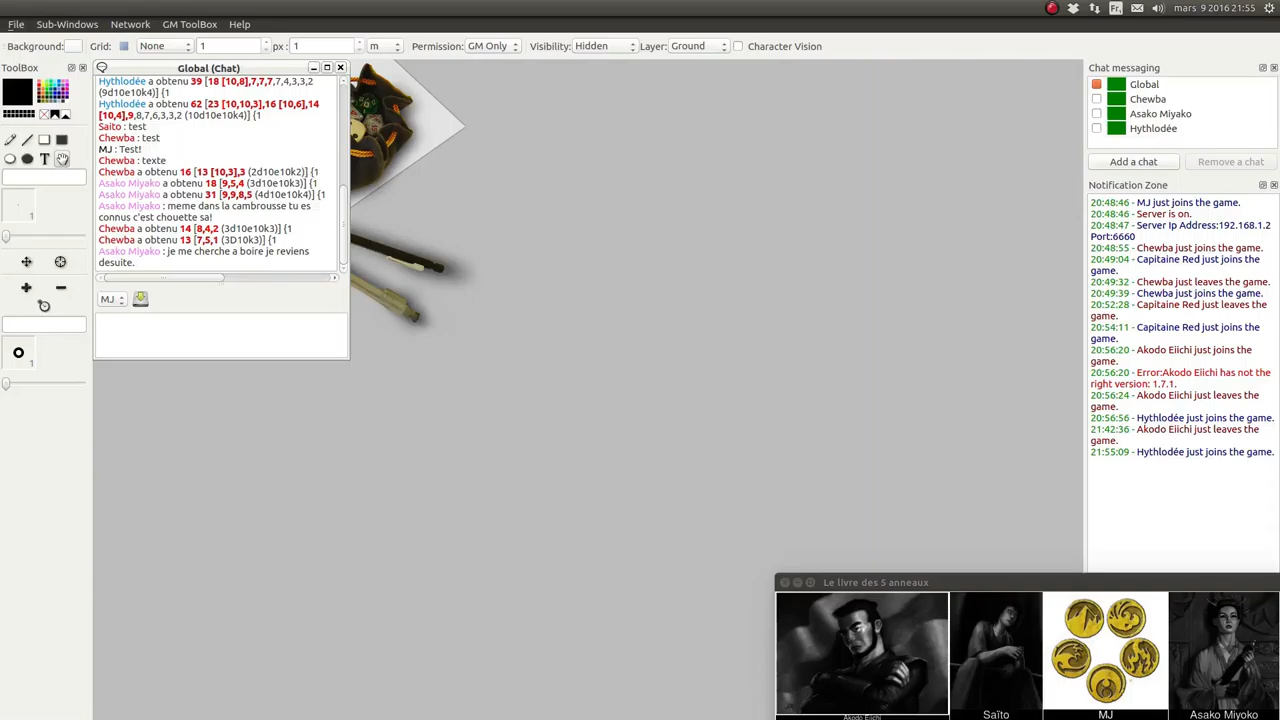 mars 9 2016 21:55
Fr
File Sub-Windows Network GM ToolBox Help
Background: Grid: None 1 px : 1 m Permission: GM Only Visibility: Hidden Layer: Ground Character Vision
ToolBox
T
1
1
Global (Chat)
Hythlodée a obtenu 39 [18 [10,8],7,7,7,7,4,3,3,2
(9d10e10k4)] {1
Hythlodée a obtenu 62 [23 [10,10,3],16 [10,6],14
[10,4],9,8,7,6,3,3,2 (10d10e10k4)] {1
Saito : test
Chewba : test
MJ : Test!
Chewba : texte
Chewba a obtenu 16 [13 [10,3],3 (2d10e10k2)] {1
Asako Miyako a obtenu 18 [9,5,4 (3d10e10k3)] {1
Asako Miyako a obtenu 31 [9,9,8,5 (4d10e10k4)] {1
Asako Miyako : meme dans la cambrousse tu es
connus c'est chouette sa!
Chewba a obtenu 14 [8,4,2 (3d10e10k3)] {1
Chewba a obtenu 13 [7,5,1 (3D10k3)] {1
Asako Miyako : je me cherche a boire je reviens
desuite.
MJ
Chat messaging
Global
Chewba
Asako Miyako
Hythlodée
Add a chat Remove a chat
Notification Zone
20:48:46 - MJ just joins the game.
20:48:46 - Server is on.
20:48:47 - Server Ip Address:192.168.1.2
Port:6660
20:48:55 - Chewba just joins the game.
20:49:04 - Capitaine Red just joins the
game.
20:49:32 - Chewba just leaves the game.
20:49:39 - Chewba just joins the game.
20:52:28 - Capitaine Red just leaves the
game.
20:54:11 - Capitaine Red just joins the
game.
20:56:20 - Akodo Eiichi just joins the
game.
20:56:20 - Error:Akodo Eiichi has not the
right version: 1.7.1.
20:56:24 - Akodo Eiichi just leaves the
game.
20:56:56 - Hythlodée just joins the game.
21:42:36 - Akodo Eiichi just leaves the
game.
21:55:09 - Hythlodée just joins the game.
Le livre des 5 anneaux
Akodo Eiichi
Saïto
MJ
Asako Miyoko